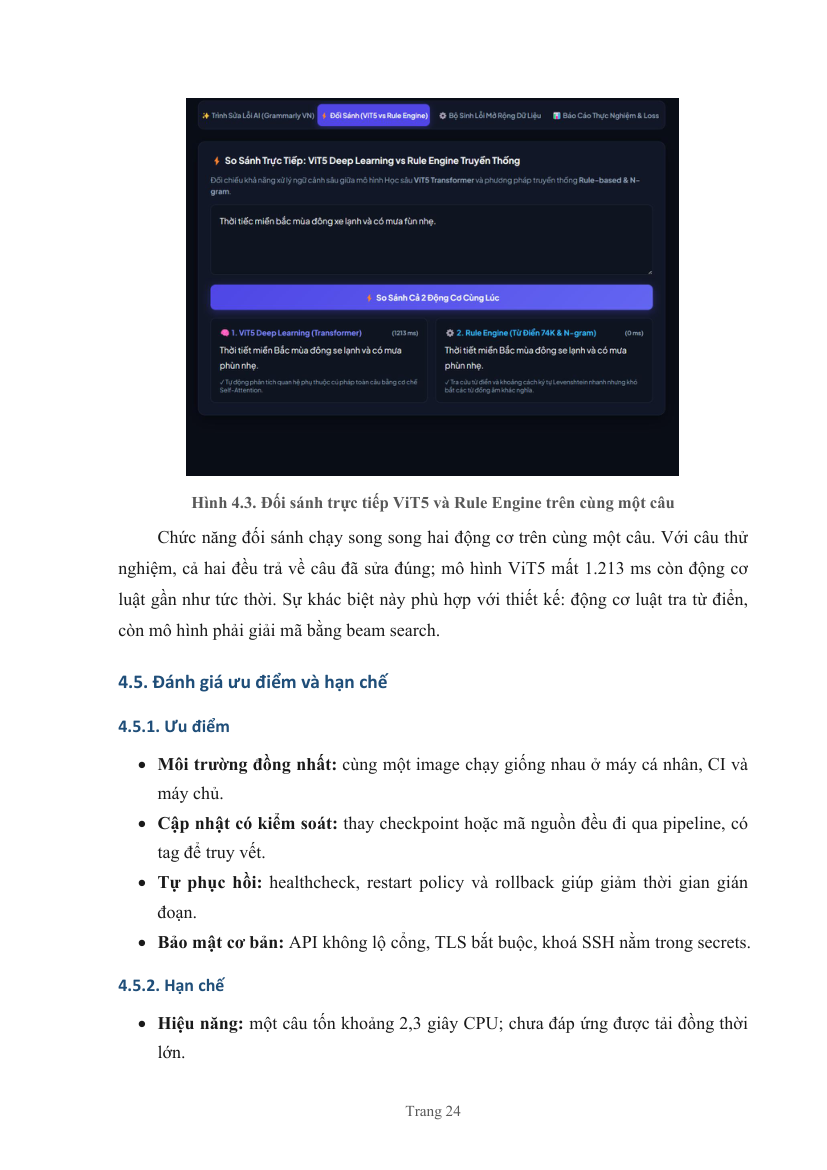 ✨ Trình Sửa Lỗi AI (Grammarly VN) ⚡ Đối Sánh (ViT5 vs Rule Engine) ⚙️ Bộ Sinh Lỗi Mở Rộng Dữ Liệu 📊 Báo Cáo Thực Nghiệm & Loss
⚡ So Sánh Trực Tiếp: ViT5 Deep Learning vs Rule Engine Truyền Thống
Đối chiếu khả năng xử lý ngữ cảnh sâu giữa mô hình Học sâu ViT5 Transformer và phương pháp truyền thống Rule-based & N-
gram.
Thời tiếc miền bắc mùa đông xe lạnh và có mưa fùn nhẹ.
⚡ So Sánh Cả 2 Động Cơ Cùng Lúc
🧠 1. ViT5 Deep Learning (Transformer) (1213 ms)
Thời tiết miền Bắc mùa đông se lạnh và có mưa
phùn nhẹ.
✓ Tự động phân tích quan hệ phụ thuộc cú pháp toàn câu bằng cơ chế
Self-Attention.
⚙️ 2. Rule Engine (Từ Điển 74K & N-gram) (0 ms)
Thời tiết miền Bắc mùa đông se lạnh và có mưa
phùn nhẹ.
✓ Tra cứu từ điển và khoảng cách ký tự Levenshtein nhanh nhưng khó
bắt các từ đồng âm khác nghĩa.
Hình 4.3. Đối sánh trực tiếp ViT5 và Rule Engine trên cùng một câu
Chức năng đối sánh chạy song song hai động cơ trên cùng một câu. Với câu thử
nghiệm, cả hai đều trả về câu đã sửa đúng; mô hình ViT5 mất 1.213 ms còn động cơ
luật gần như tức thời. Sự khác biệt này phù hợp với thiết kế: động cơ luật tra từ điển,
còn mô hình phải giải mã bằng beam search.
4.5. Đánh giá ưu điểm và hạn chế
4.5.1. Ưu điểm
• Môi trường đồng nhất: cùng một image chạy giống nhau ở máy cá nhân, CI và
máy chủ.
• Cập nhật có kiểm soát: thay checkpoint hoặc mã nguồn đều đi qua pipeline, có
tag để truy vết.
• Tự phục hồi: healthcheck, restart policy và rollback giúp giảm thời gian gián
đoạn.
• Bảo mật cơ bản: API không lộ cổng, TLS bắt buộc, khoá SSH nằm trong secrets.
4.5.2. Hạn chế
• Hiệu năng: một câu tốn khoảng 2,3 giây CPU; chưa đáp ứng được tải đồng thời
lớn.
Trang 24